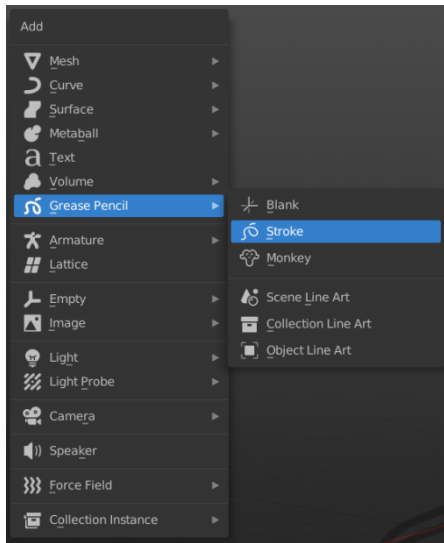 Add
Mesh
Curve
Surface
Metaball
Text
Volume
Grease Pencil
Armature
Lattice
Empty
Image
Light
Light Probe
Camera
Speaker
Force Field
Collection Instance
Blank
Stroke
Monkey
Scene Line Art
Collection Line Art
Object Line Art